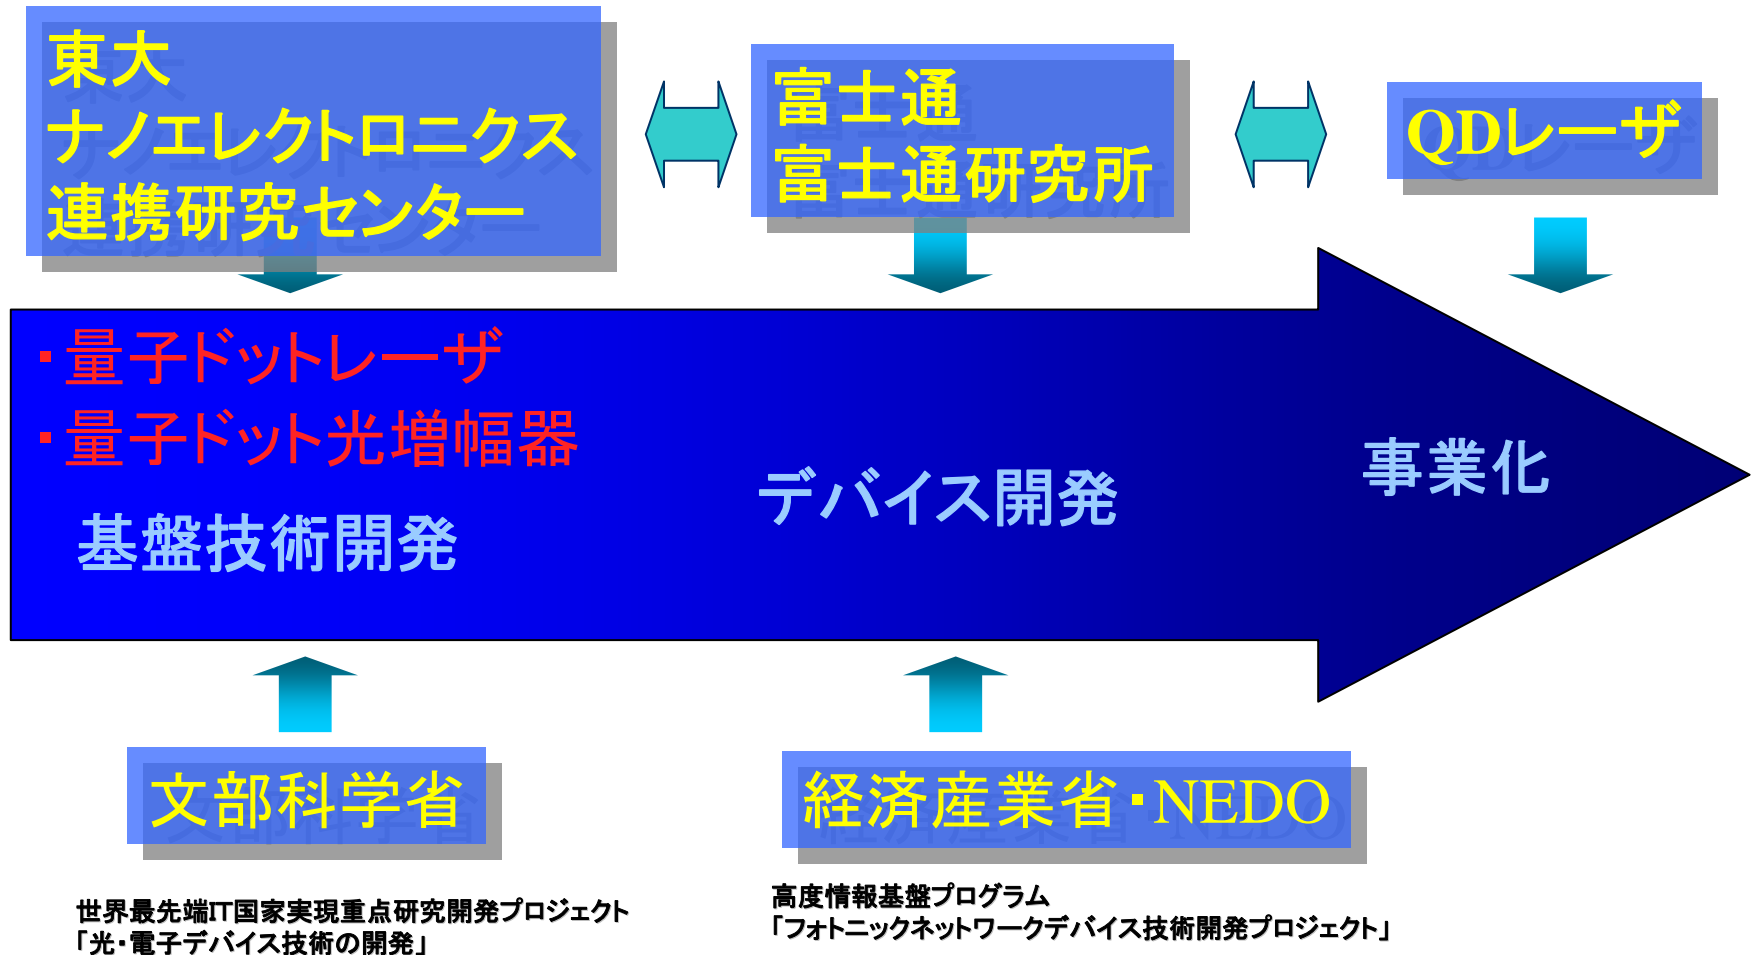 東大
ナノエレクトロニクス
連携研究センター
富士通
富士通研究所
QDレーザ
・量子ドットレーザ
・量子ドット光増幅器
基盤技術開発
デバイス開発
事業化
文部科学省
経済産業省・NEDO
世界最先端IT国家実現重点研究開発プロジェクト
「光・電子デバイス技術の開発」
高度情報基盤プログラム
「フォトニックネットワークデバイス技術開発プロジェクト」